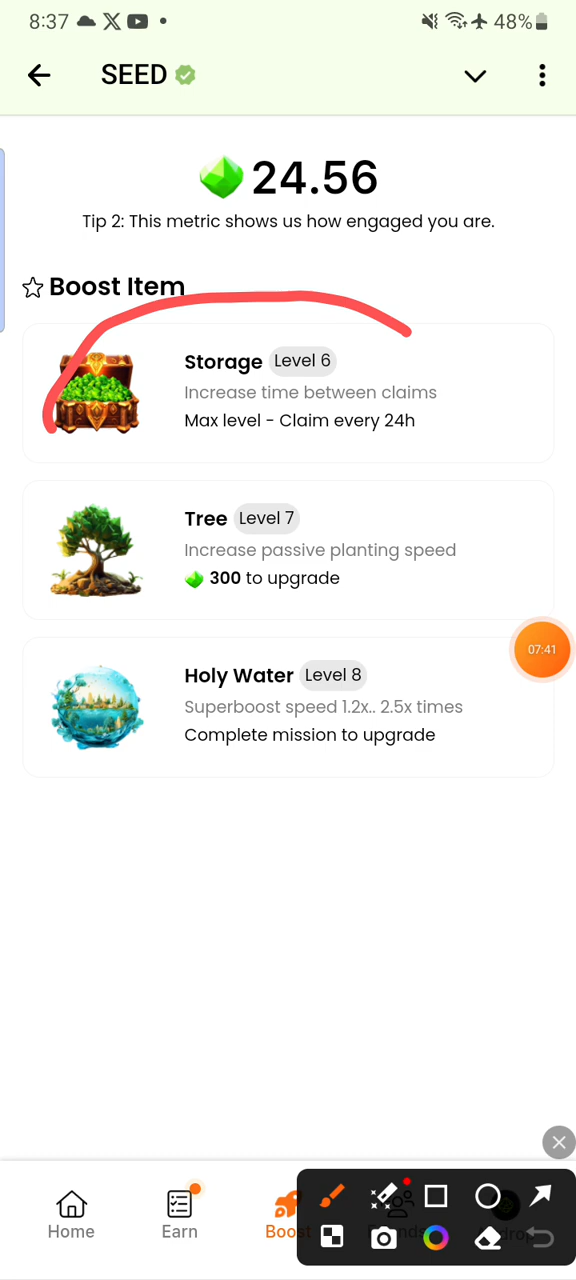 8:37 48%
SEED
24.56
Tip 2: This metric shows us how engaged you are.
Boost Item
Storage Level 6
Increase time between claims
Max level - Claim every 24h
Tree Level 7
Increase passive planting speed
300 to upgrade
07:41
Holy Water Level 8
Superboost speed 1.2x.. 2.5x times
Complete mission to upgrade
Home Earn Boost